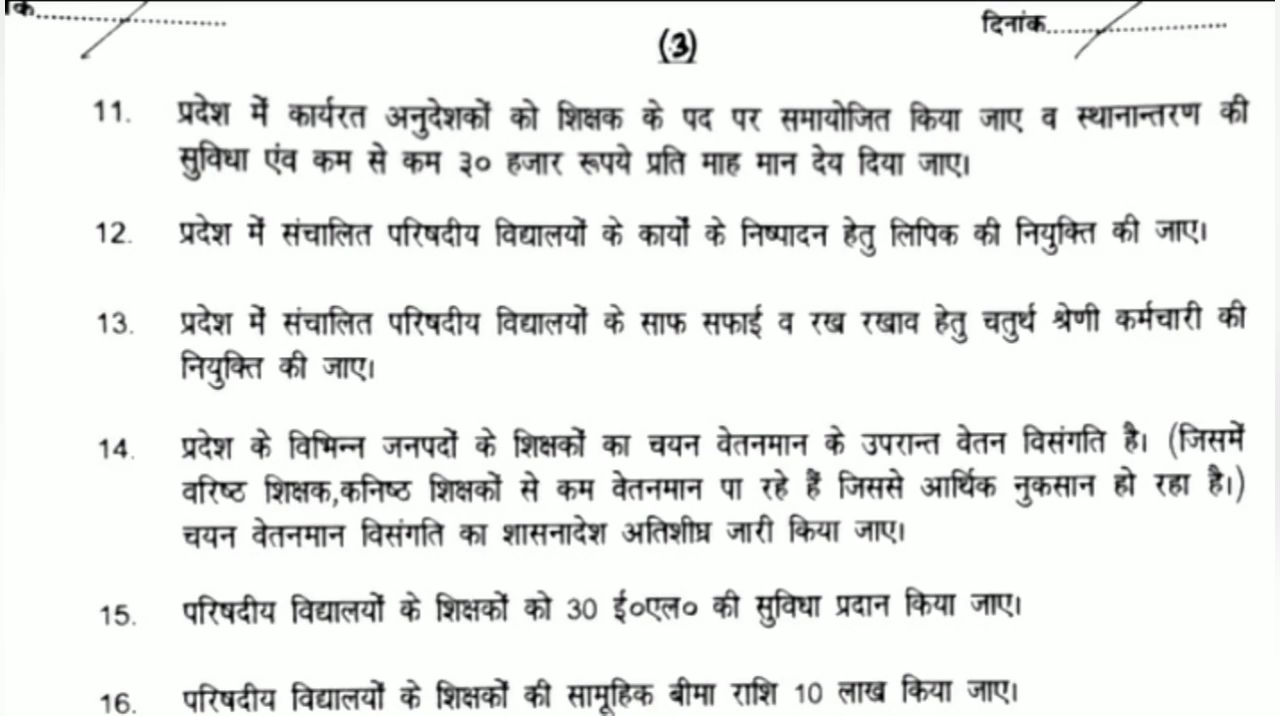 क.....................
दिनांक.....................
(3)
11. प्रदेश में कार्यरत अनुदेशकों को शिक्षक के पद पर समायोजित किया जाए व स्थानान्तरण की
सुविधा एंव कम से कम ३० हजार रूपये प्रति माह मान देय दिया जाए।
12. प्रदेश में संचालित परिषदीय विद्यालयों के कार्यो के निष्पादन हेतु लिपिक की नियुक्ति की जाए।
13. प्रदेश में संचालित परिषदीय विद्यालयों के साफ सफाई व रख रखाव हेतु चतुर्थ श्रेणी कर्मचारी की
नियुक्ति की जाए।
14. प्रदेश के विभिन्न जनपदों के शिक्षकों का चयन वेतनमान के उपरान्त वेतन विसंगति है। (जिसमें
वरिष्ठ शिक्षक,कनिष्ठ शिक्षकों से कम वेतनमान पा रहे हैं जिससे आर्थिक नुकसान हो रहा है।)
चयन वेतनमान विसंगति का शासनादेश अतिशीघ्र जारी किया जाए।
15. परिषदीय विद्यालयों के शिक्षकों को 30 ई०एल० की सुविधा प्रदान किया जाए।
16. परिषदीय विद्यालयों के शिक्षकों की सामूहिक बीमा राशि 10 लाख किया जाए।